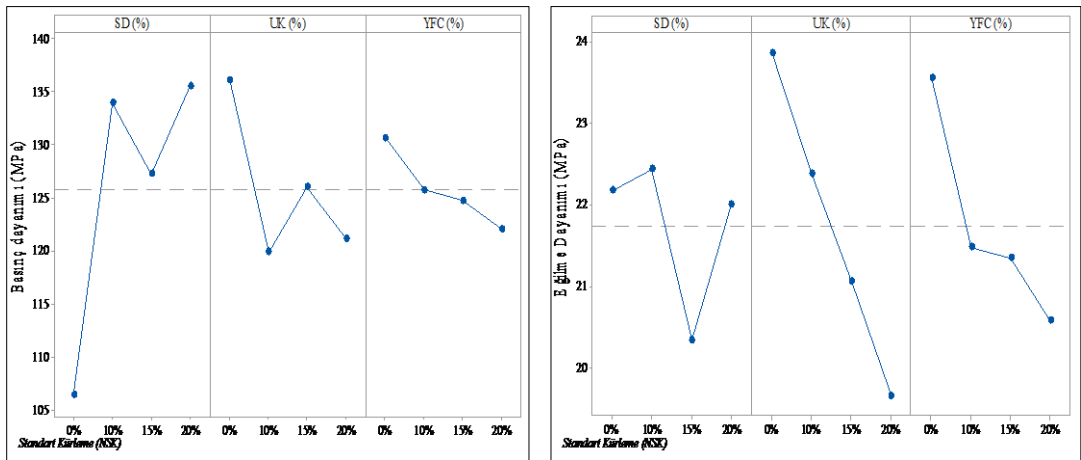 SD (%) UK (%) YFC (%)
Basınç dayanımı (MPa)
140
135
130
125
120
115
110
105
0% 10% 15% 20% 0% 10% 15% 20% 0% 10% 15% 20%
Standart Kürleme (NSK)
SD (%) UK (%) YFC (%)
Eğilme Dayanımı (MPa)
24
23
22
21
20
0% 10% 15% 20% 0% 10% 15% 20% 0% 10% 15% 20%
Standart Kürleme (NSK)